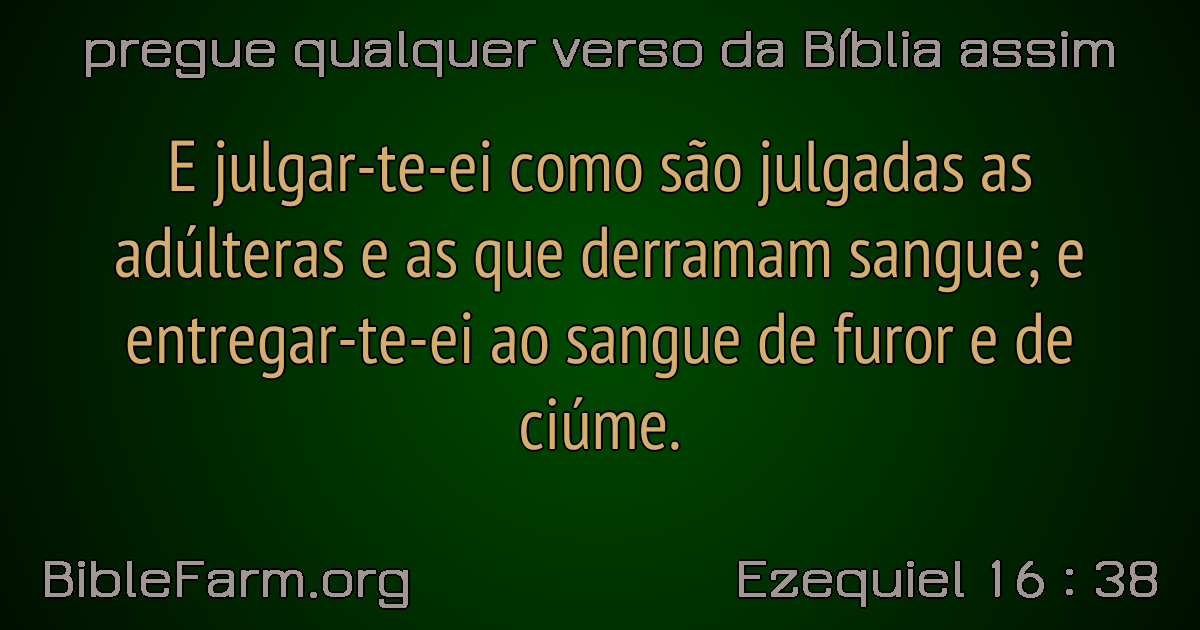 pregue qualquer verso da Bíblia assim
E julgar-te-ei como são julgadas as
adúlteras e as que derramam sangue; e
entregar-te-ei ao sangue de furor e de
ciúme.
BibleFarm.org
Ezequiel 16 : 38